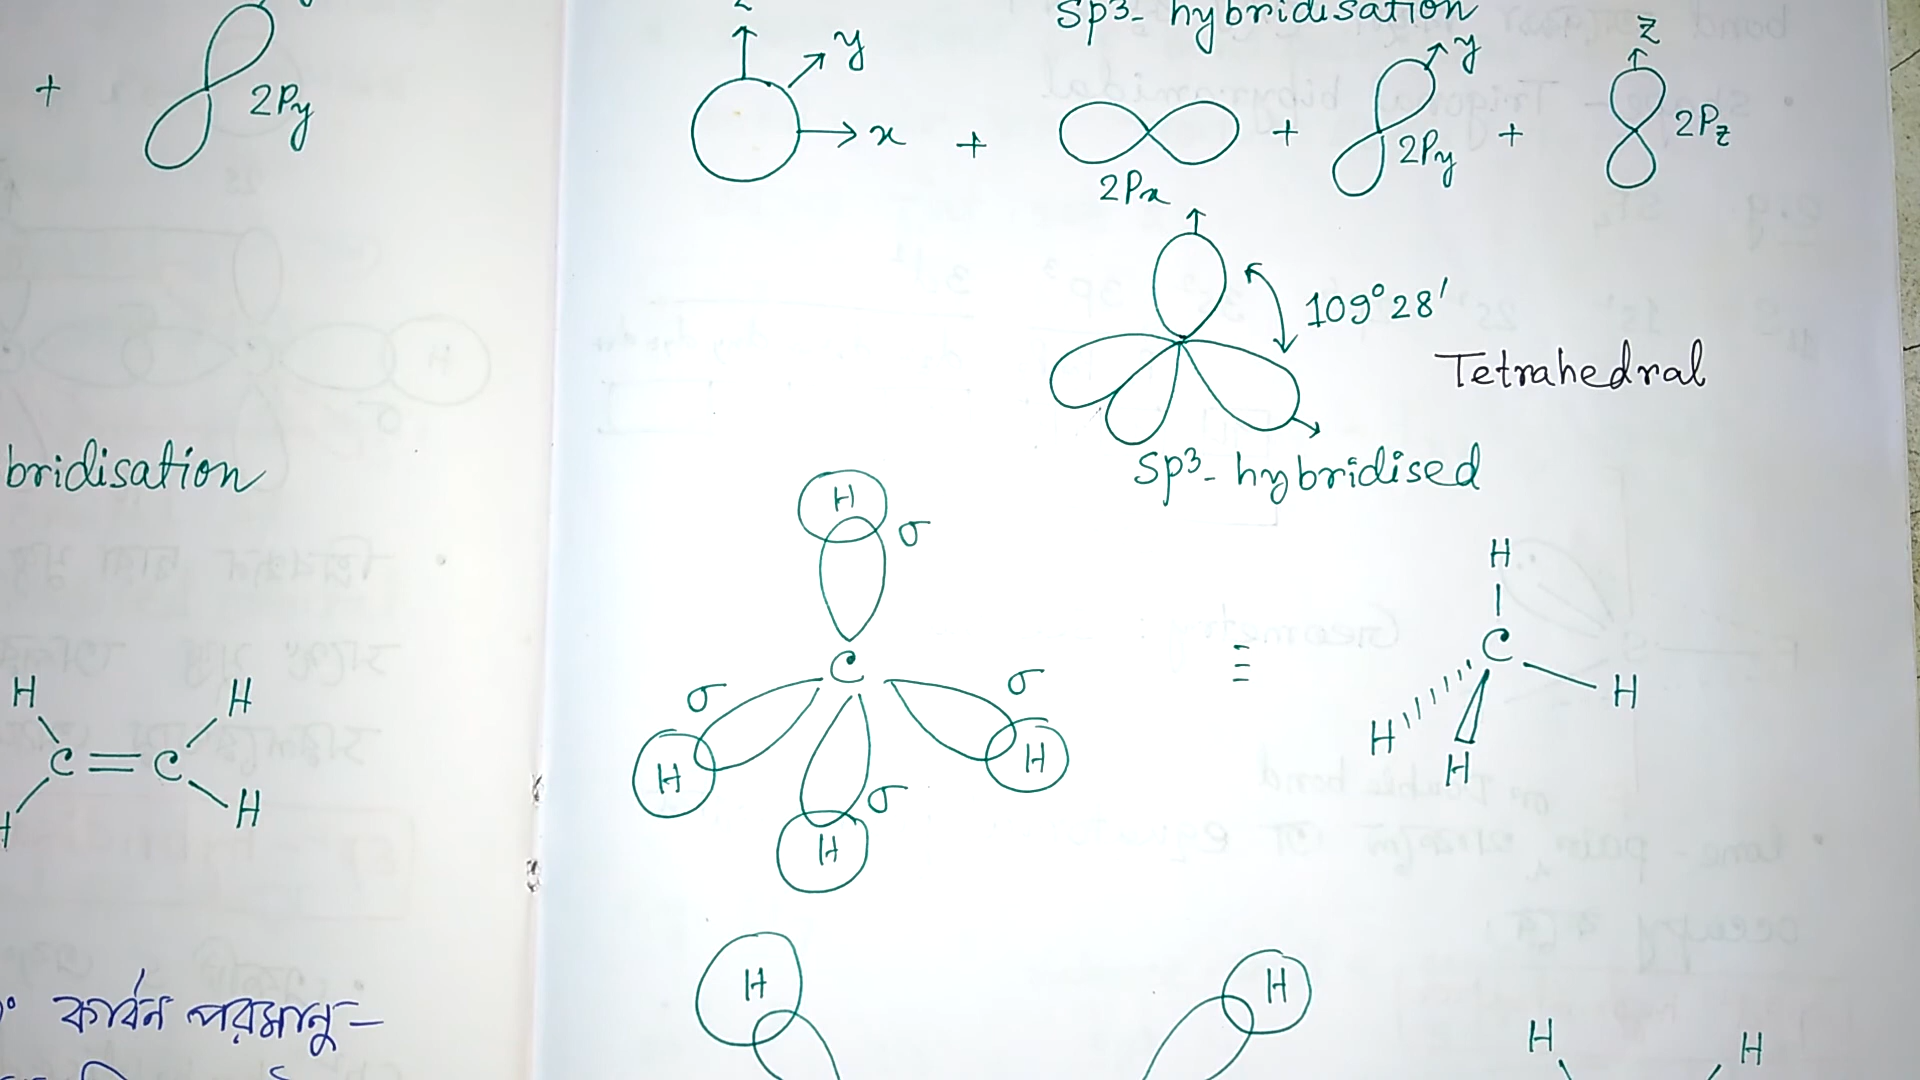 + 2Py
bridisation
H H
C = C
H
কার্বন পরমানু-
Sp3- hybridisation
y z
x + + 2Py + 2Pz
2Px
109°28'
Tetrahedral
Sp3- hybridised
H
σ
C
σ σ
H H
σ
H
≡
H
C
H
H
H
H H
H H